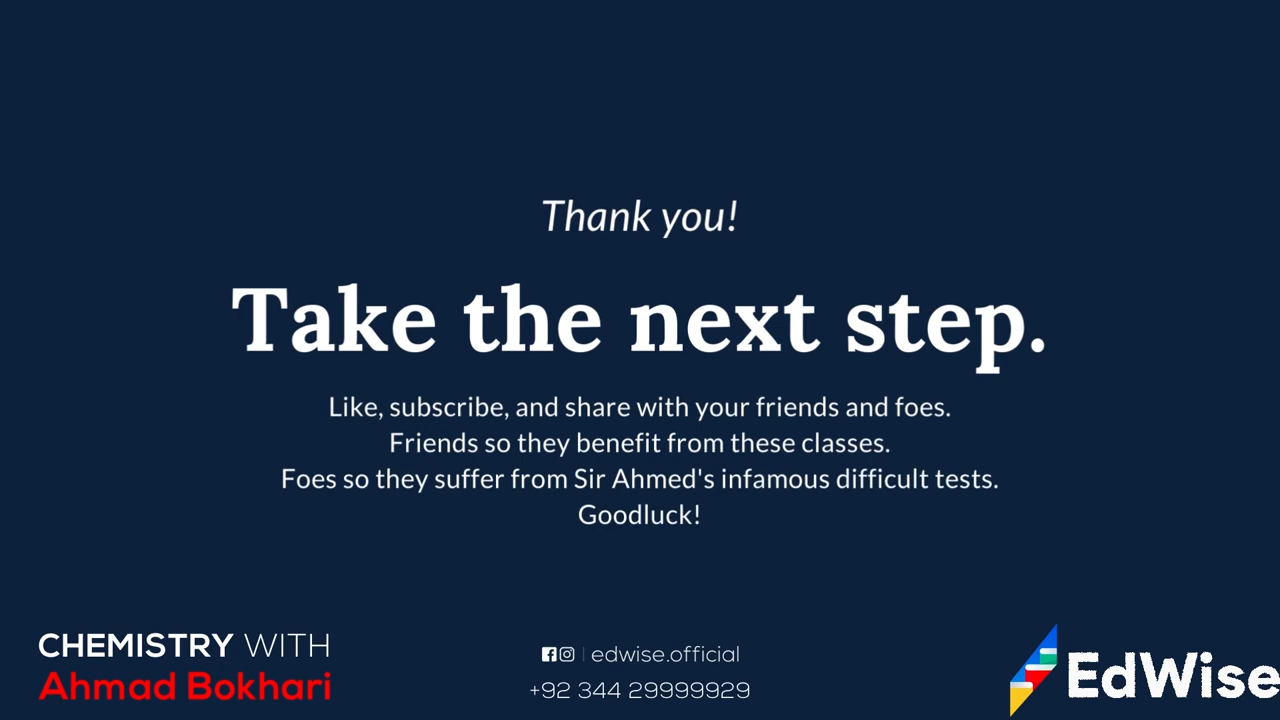 Thank you!
Take the next step.
Like, subscribe, and share with your friends and foes.
Friends so they benefit from these classes.
Foes so they suffer from Sir Ahmed's infamous difficult tests.
Goodluck!
CHEMISTRY WITH
Ahmad Bokhari
edwise.official
+92 344 29999929
EdWise